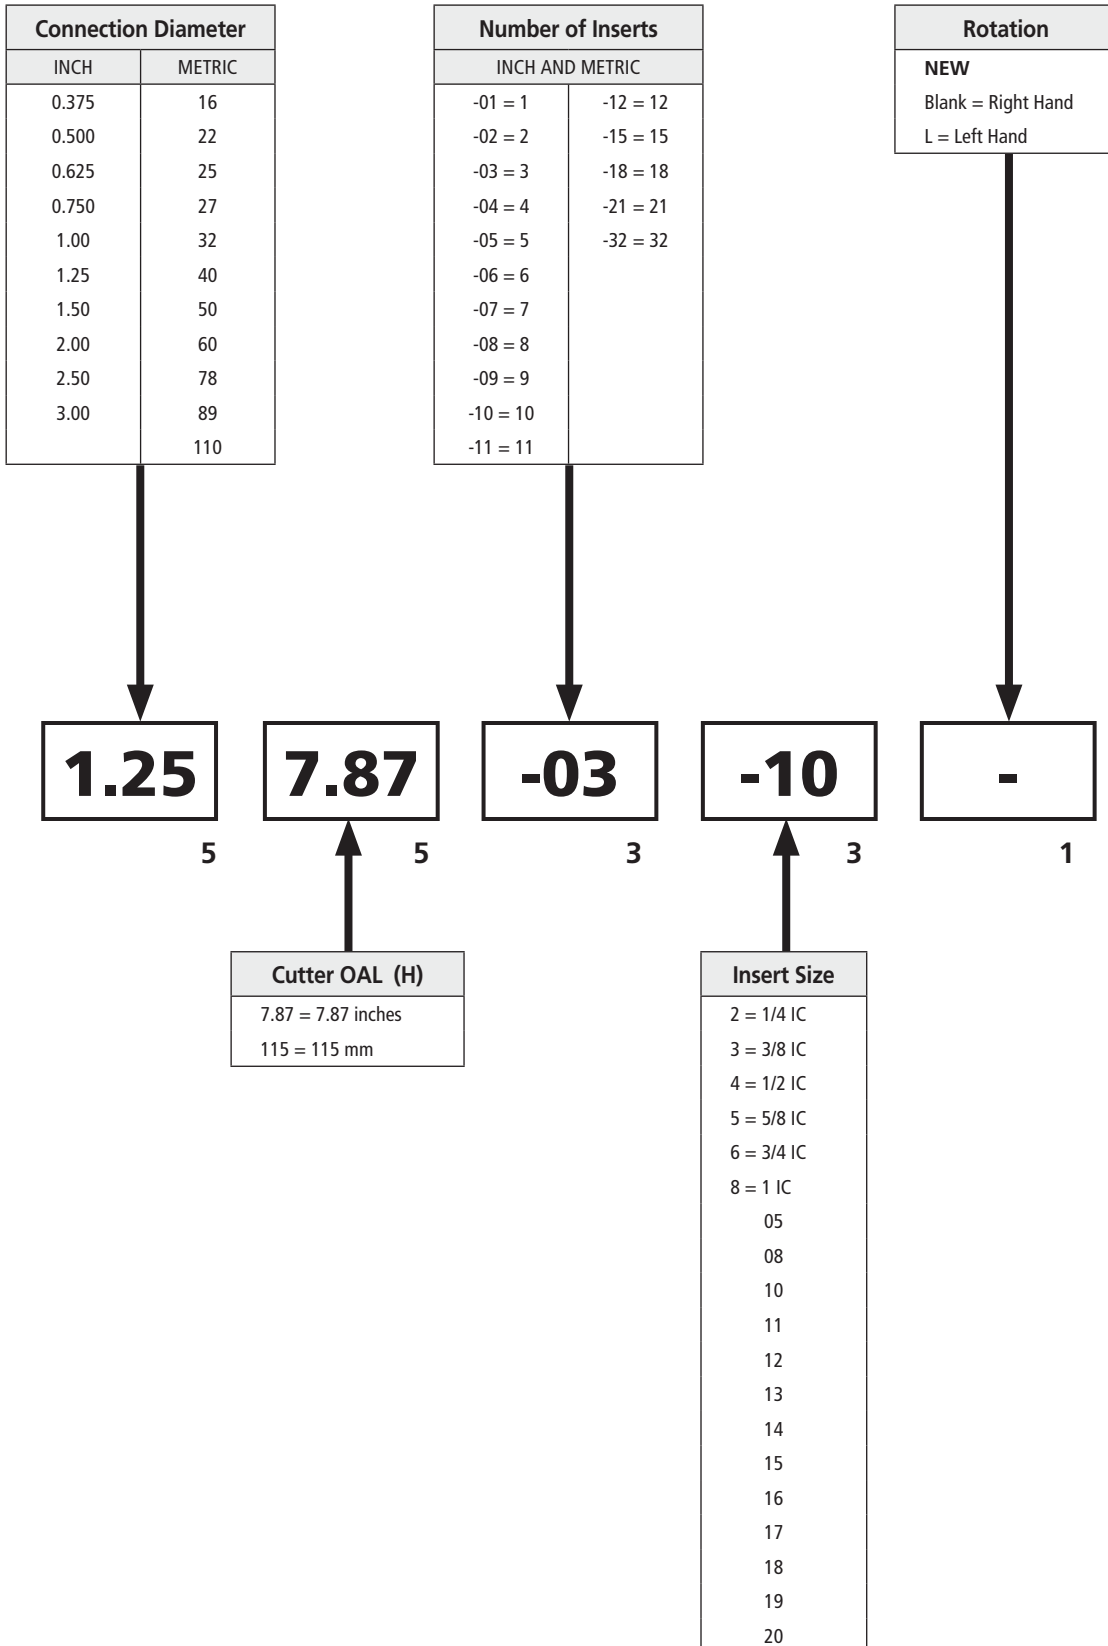 Connection Diameter
INCH METRIC
0.375 16
0.500 22
0.625 25
0.750 27
1.00 32
1.25 40
1.50 50
2.00 60
2.50 78
3.00 89
110
Number of Inserts
INCH AND METRIC
-01 = 1 -12 = 12
-02 = 2 -15 = 15
-03 = 3 -18 = 18
-04 = 4 -21 = 21
-05 = 5 -32 = 32
-06 = 6
-07 = 7
-08 = 8
-09 = 9
-10 = 10
-11 = 11
Rotation
NEW
Blank = Right Hand
L = Left Hand
1.25 7.87 -03 -10 -
5 5 3 3 1
Cutter OAL (H)
7.87 = 7.87 inches
115 = 115 mm
Insert Size
2 = 1/4 IC
3 = 3/8 IC
4 = 1/2 IC
5 = 5/8 IC
6 = 3/4 IC
8 = 1 IC
05
08
10
11
12
13
14
15
16
17
18
19
20